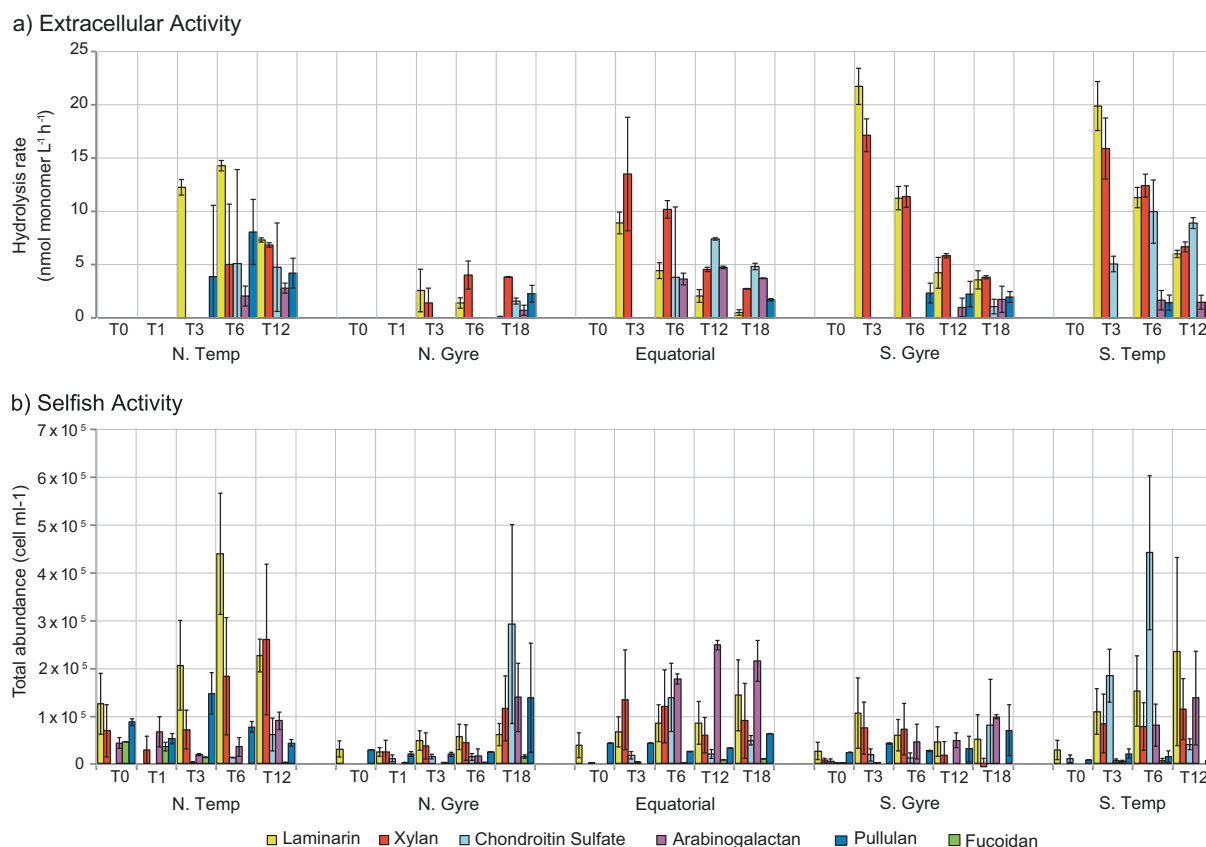 a) Extracellular Activity
Hydrolysis rate
(nmol monomer L⁻¹ h⁻¹)
25
20
15
10
5
0
T0 T1 T3 T6 T12 T0 T1 T3 T6 T18 T0 T3 T6 T12 T18 T0 T3 T6 T12 T18 T0 T3 T6 T12
N. Temp N. Gyre Equatorial S. Gyre S. Temp
b) Selfish Activity
Total abundance (cell ml-1)
7 x 10⁵
6 x 10⁵
5 x 10⁵
4 x 10⁵
3 x 10⁵
2 x 10⁵
1 x 10⁵
0
T0 T1 T3 T6 T12 T0 T1 T3 T6 T18 T0 T3 T6 T12 T18 T0 T3 T6 T12 T18 T0 T3 T6 T12
N. Temp N. Gyre Equatorial S. Gyre S. Temp
Laminarin Xylan Chondroitin Sulfate Arabinogalactan Pullulan Fucoidan